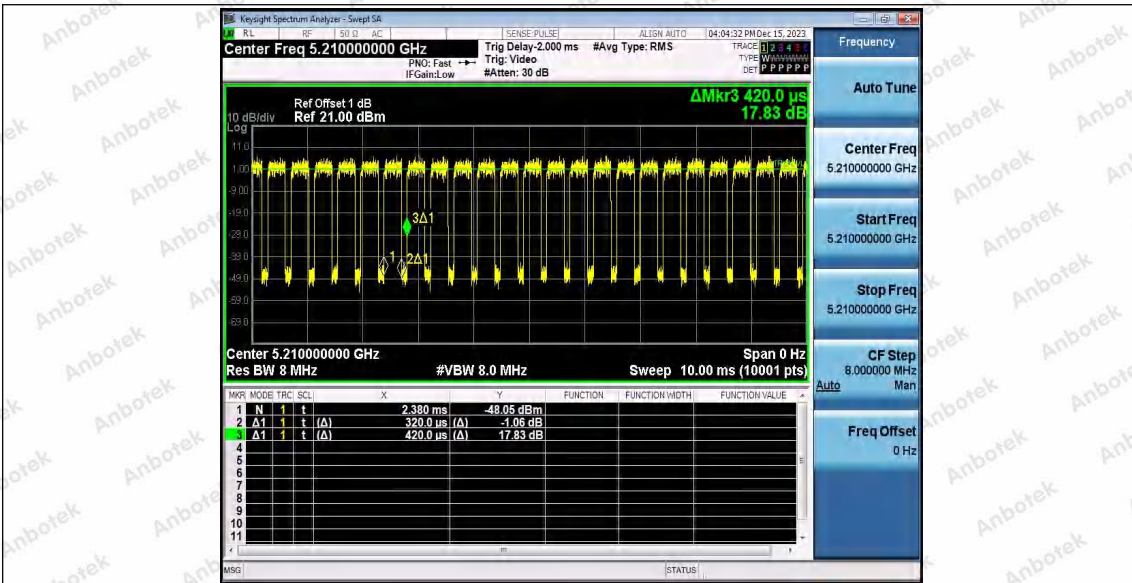 Keysight Spectrum Analyzer - Swept SA
RL RF 50 Ω AC SENSE:PULSE ALIGN AUTO 04:04:32 PM Dec 15, 2023
Center Freq 5.210000000 GHz
PNO: Fast
IFGain:Low
Trig Delay-2.000 ms #Avg Type: RMS
Trig: Video
#Atten: 30 dB
TRACE 1 2 3 4 5 6
TYPE WWWWWW
DET P P P P P P
Frequency
Auto Tune
Center Freq
5.210000000 GHz
Start Freq
5.210000000 GHz
Stop Freq
5.210000000 GHz
CF Step
8.000000 MHz
Auto Man
Freq Offset
0 Hz
ΔMkr3 420.0 µs
17.83 dB
Ref Offset 1 dB
10 dB/div Ref 21.00 dBm
Log
11.0
1.00
-9.00
-19.0
-29.0
-39.0
-49.0
-59.0
-69.0
3Δ1
1
2Δ1
Center 5.210000000 GHz Span 0 Hz
Res BW 8 MHz #VBW 8.0 MHz Sweep 10.00 ms (10001 pts)
MKR MODE TRC SCL X Y FUNCTION FUNCTION WIDTH FUNCTION VALUE
1 N 1 t 2.380 ms -48.05 dBm
2 Δ1 1 t (Δ) 320.0 µs (Δ) -1.06 dB
3 Δ1 1 t (Δ) 420.0 µs (Δ) 17.83 dB
4
5
6
7
8
9
10
11
MSG STATUS
Anbotek